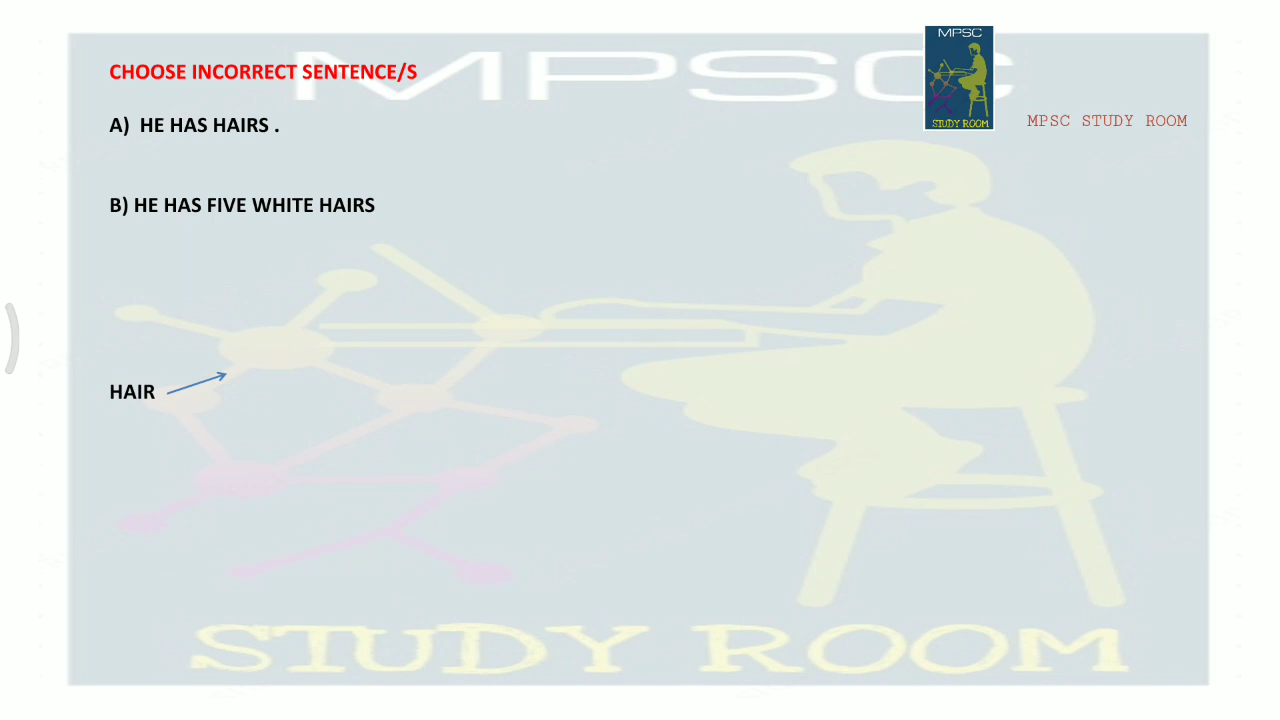 MPSC
MPSC
CHOOSE INCORRECT SENTENCE/S
MPSC STUDY ROOM
A) HE HAS HAIRS .
STUDY ROOM
B) HE HAS FIVE WHITE HAIRS
HAIR
STUDY ROOM